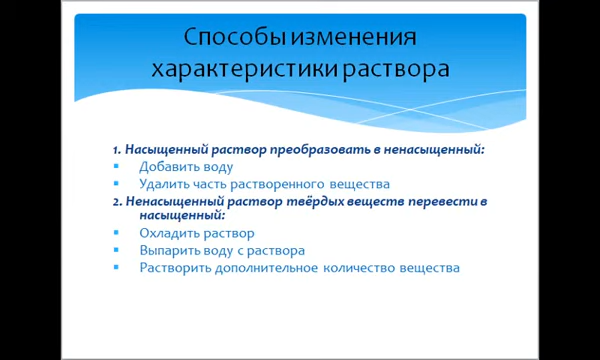 Способы изменения
характеристики раствора
1. Насыщенный раствор преобразовать в ненасыщенный:
▪ Добавить воду
▪ Удалить часть растворенного вещества
2. Ненасыщенный раствор твёрдых веществ перевести в
насыщенный:
▪ Охладить раствор
▪ Выпарить воду с раствора
▪ Растворить дополнительное количество вещества